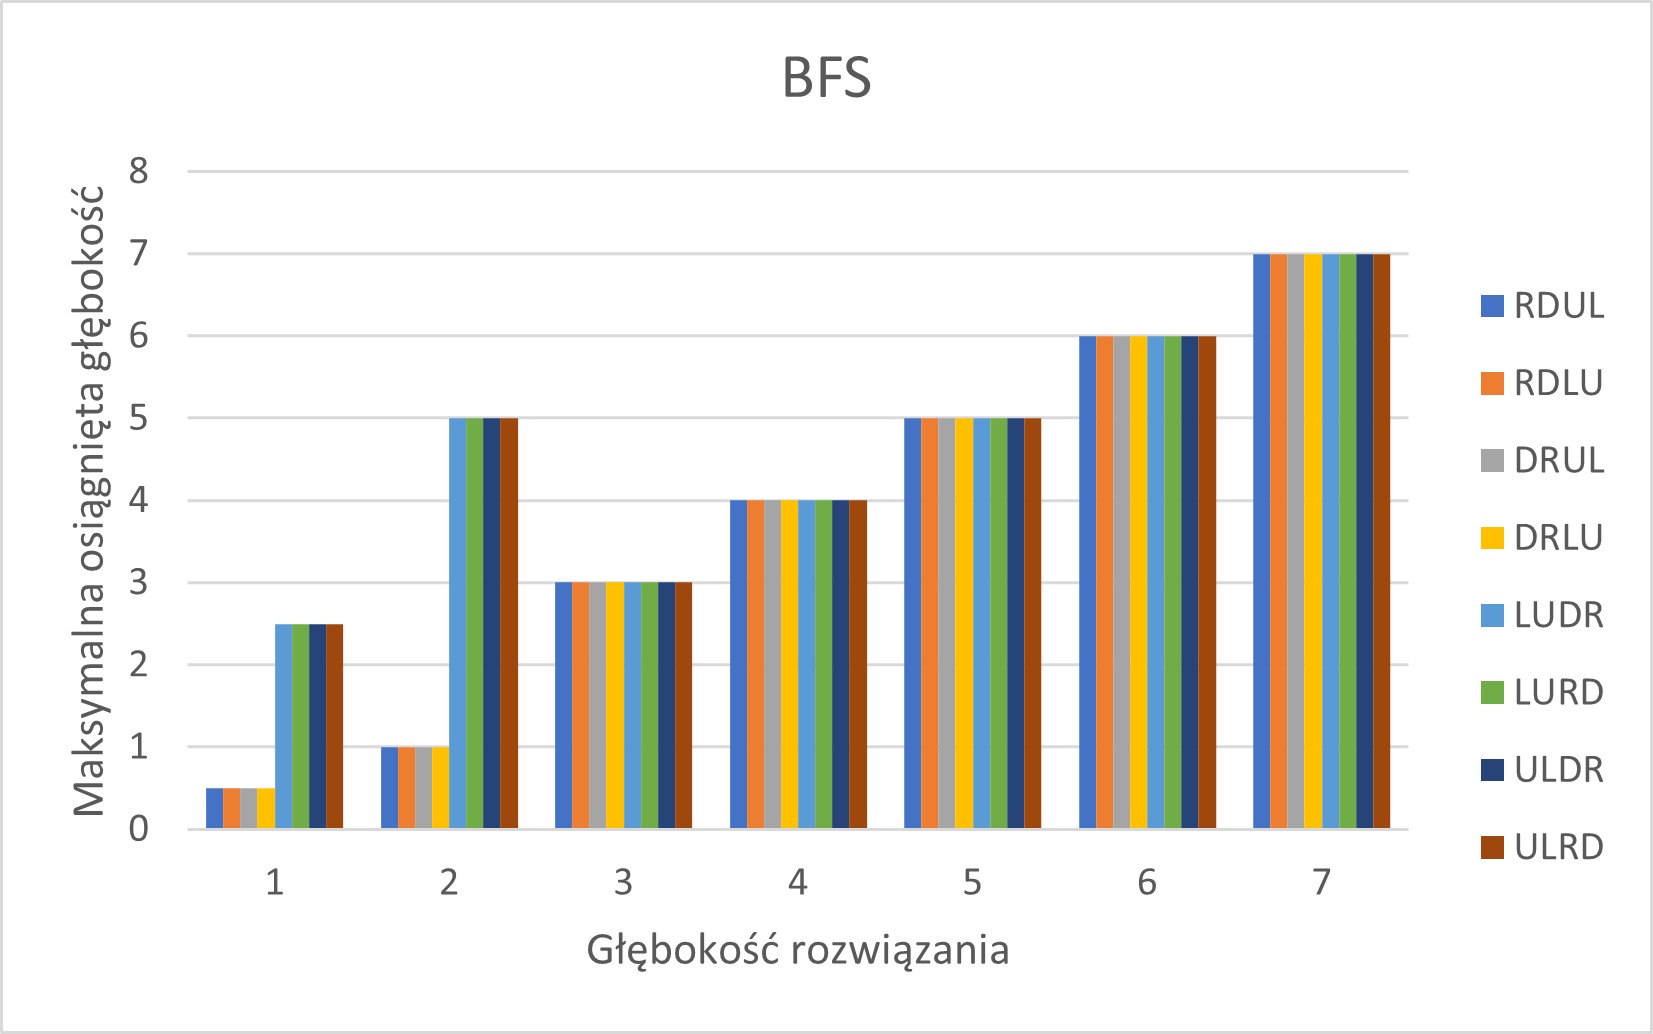 BFS
Maksymalna osiągnięta głębokość
8
7
6
5
4
3
2
1
0
1 2 3 4 5 6 7
Głębokość rozwiązania
RDUL
RDLU
DRUL
DRLU
LUDR
LURD
ULDR
ULRD